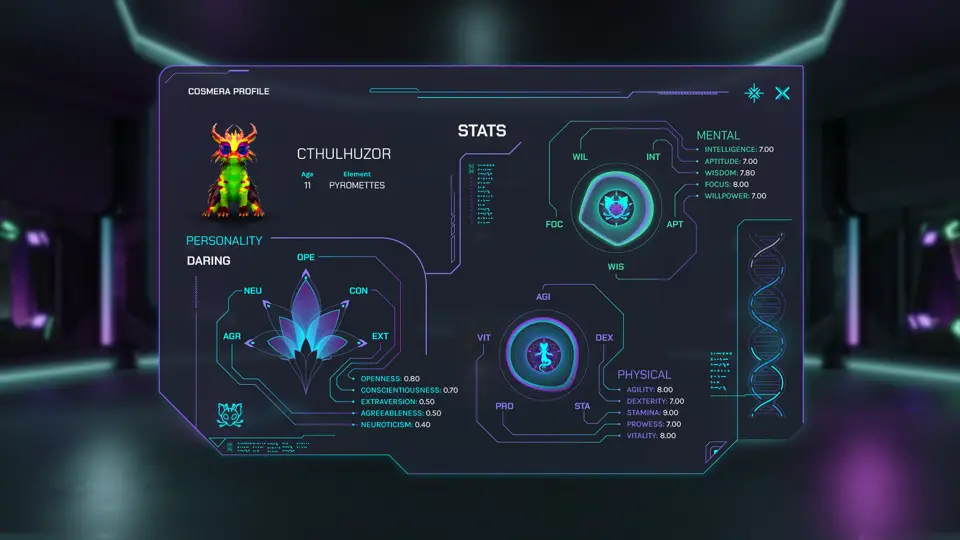 COSMERA PROFILE
CTHULHUZOR
Age Element
11 PYROMETTES
PERSONALITY
DARING
OPE
NEU CON
AGR EXT
OPENNESS: 0.80
CONSCIENTIOUSNESS: 0.70
EXTRAVERSION: 0.50
AGREEABLENESS: 0.50
NEUROTICISM: 0.40
STATS
WIL INT
FOC APT
WIS
MENTAL
INTELLIGENCE: 7.00
APTITUDE: 7.00
WISDOM: 7.80
FOCUS: 8.00
WILLPOWER: 7.00
AGI
VIT DEX
PRO STA
PHYSICAL
AGILITY: 8.00
DEXTERITY: 7.00
STAMINA: 9.00
PROWESS: 7.00
VITALITY: 8.00